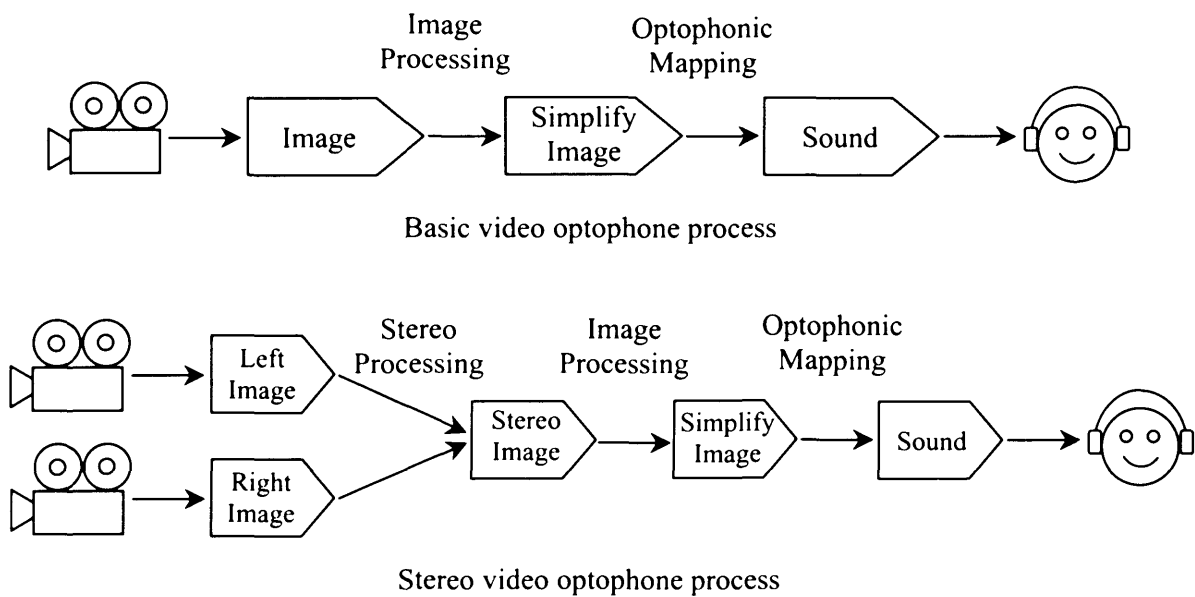 Image
Processing
Optophonic
Mapping
Image
Simplify
Image
Sound
Basic video optophone process
Stereo
Processing
Image
Processing
Optophonic
Mapping
Left
Image
Right
Image
Stereo
Image
Simplify
Image
Sound
Stereo video optophone process